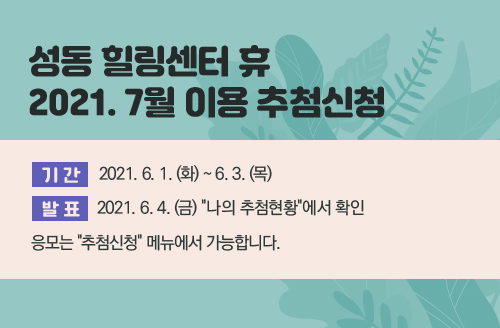 성동 힐링센터 휴
2021. 7월 이용 추첨신청
기 간 2021. 6. 1. (화) ~ 6. 3. (목)
발 표 2021. 6. 4. (금) "나의 추첨현황"에서 확인
응모는 "추첨신청" 메뉴에서 가능합니다.